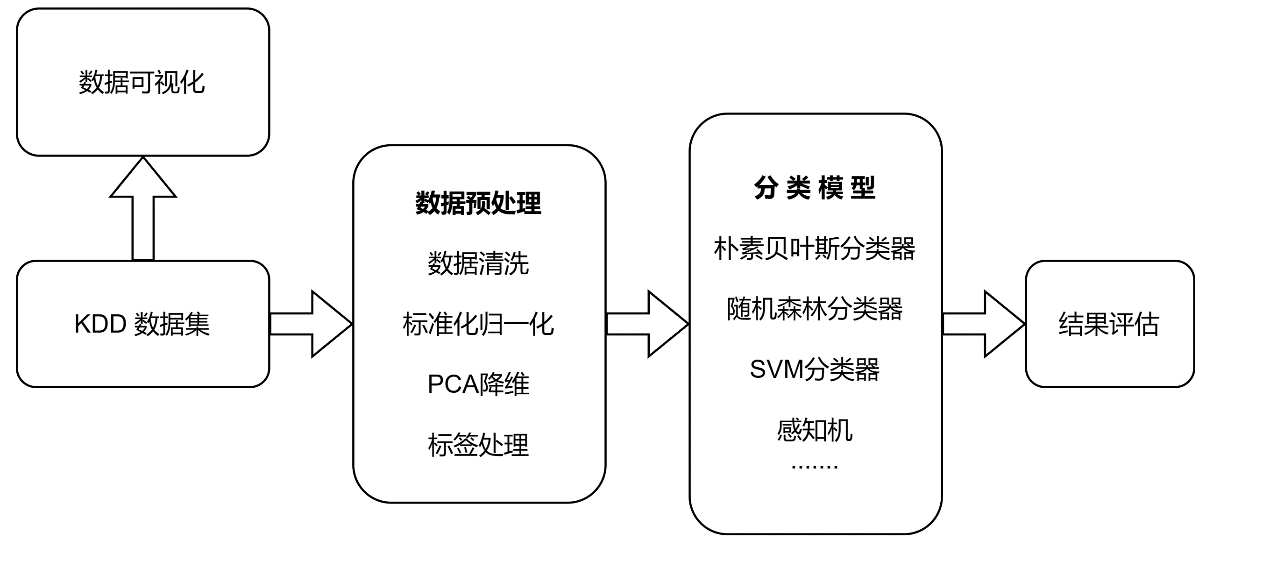 数据可视化
KDD 数据集
数据预处理
数据清洗
标准化归一化
PCA降维
标签处理
分 类 模 型
朴素贝叶斯分类器
随机森林分类器
SVM分类器
感知机
.......
结果评估